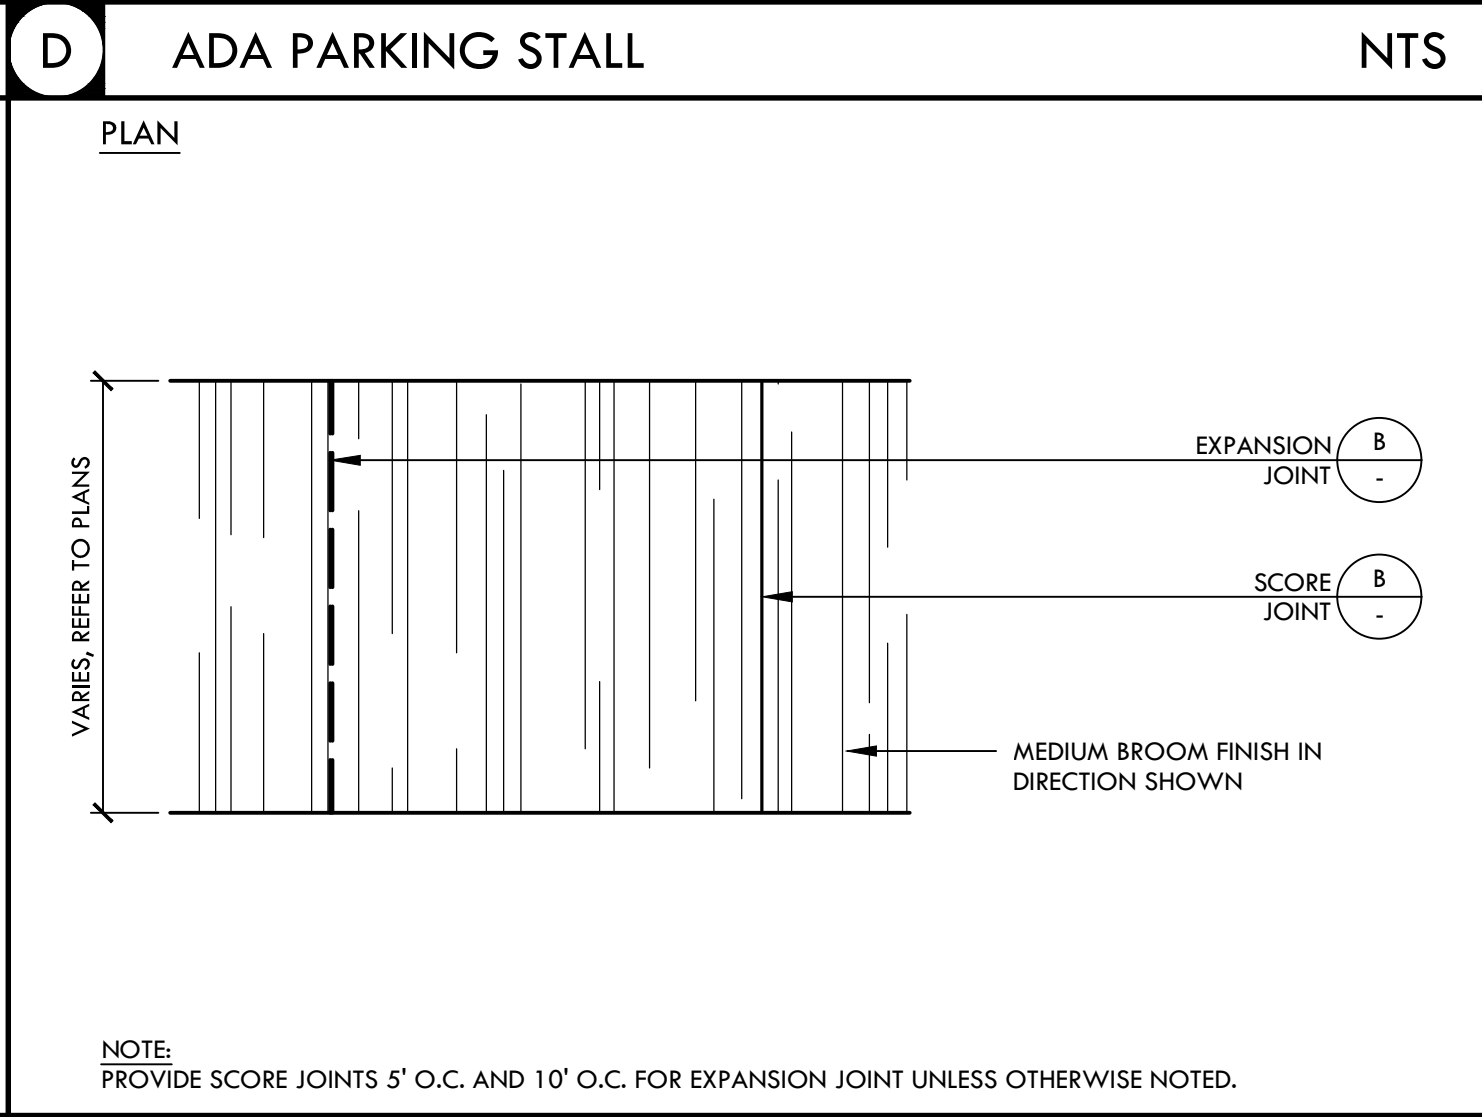 D ADA PARKING STALL NTS
PLAN
VARIES, REFER TO PLANS
EXPANSION B
JOINT -
SCORE B
JOINT -
MEDIUM BROOM FINISH IN
DIRECTION SHOWN
NOTE:
PROVIDE SCORE JOINTS 5' O.C. AND 10' O.C. FOR EXPANSION JOINT UNLESS OTHERWISE NOTED.